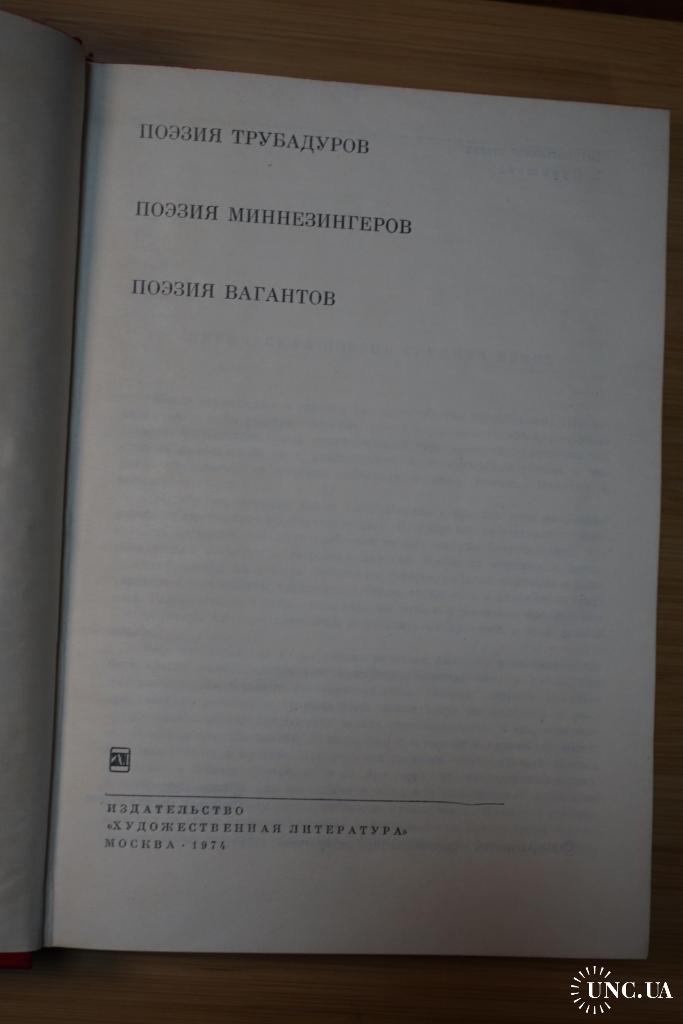 ПОЭЗИЯ ТРУБАДУРОВ
ПОЭЗИЯ МИННЕЗИНГЕРОВ
ПОЭЗИЯ ВАГАНТОВ
ИЗДАТЕЛЬСТВО
«ХУДОЖЕСТВЕННАЯ ЛИТЕРАТУРА»
МОСКВА · 1974
UNC.UA